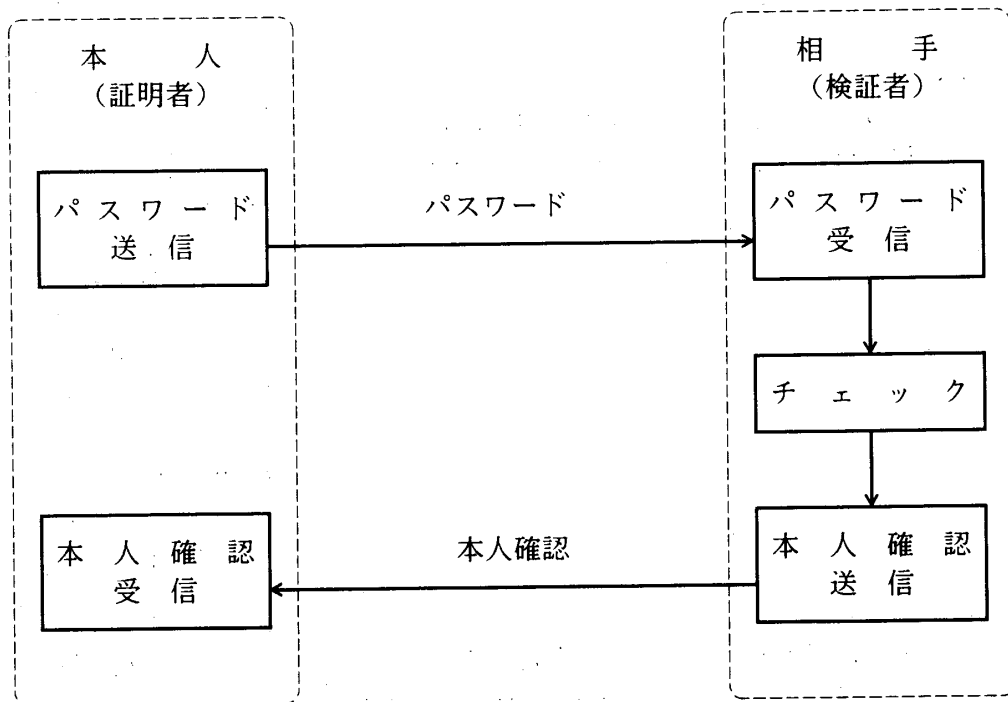 本人
（証明者）
相手
（検証者）
パスワード
送信
パスワード
パスワード
受信
チェック
本人確認
受信
本人確認
本人確認
送信